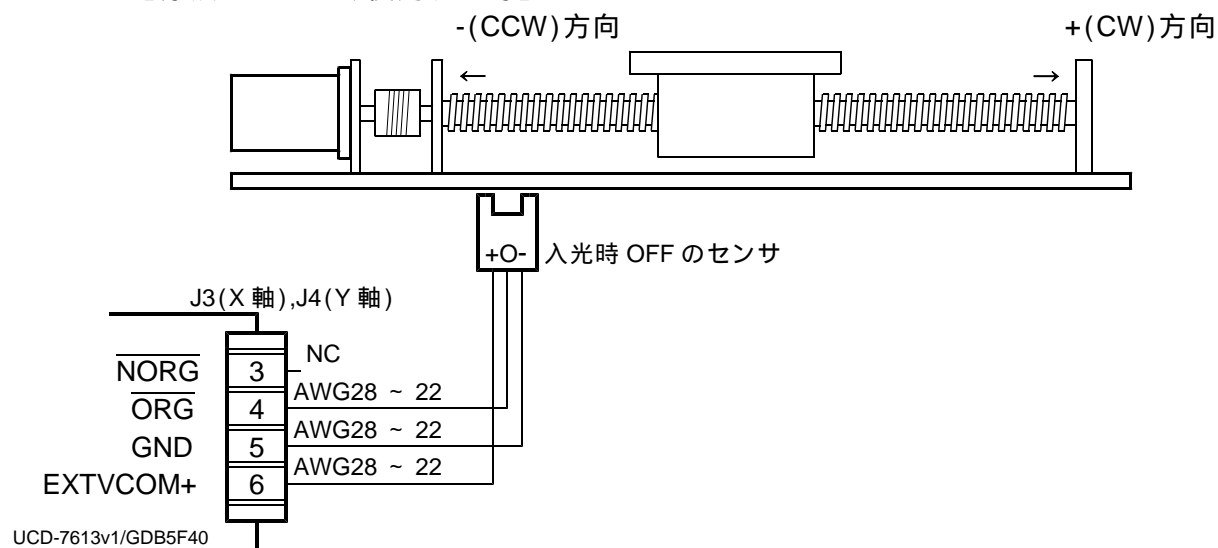 -(CCW)方向
+(CW)方向
← →
+O- 入光時 OFF のセンサ
J3(X 軸),J4(Y 軸)
NORG 3 NC
ORG 4 AWG28 ~ 22
GND 5 AWG28 ~ 22
EXTVCOM+ 6 AWG28 ~ 22
UCD-7613v1/GDB5F40